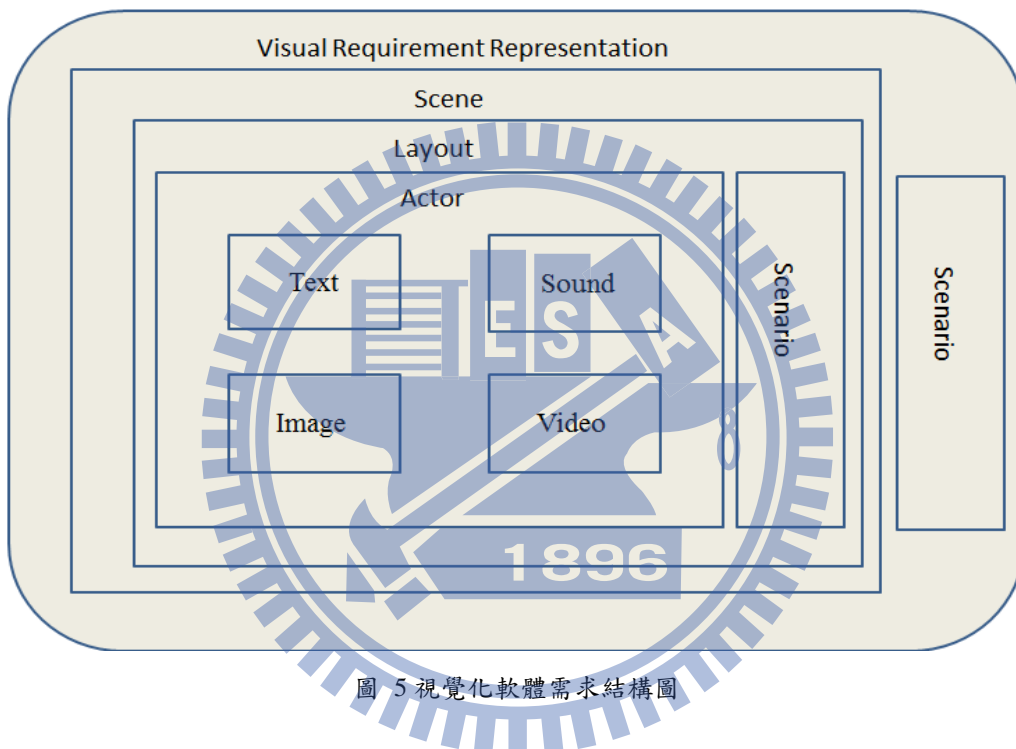 Visual Requirement Representation
Scene
Layout
Actor
Text
Sound
Scenario
Scenario
Image
Video
ES A
1896
圖 5 視覺化軟體需求結構圖